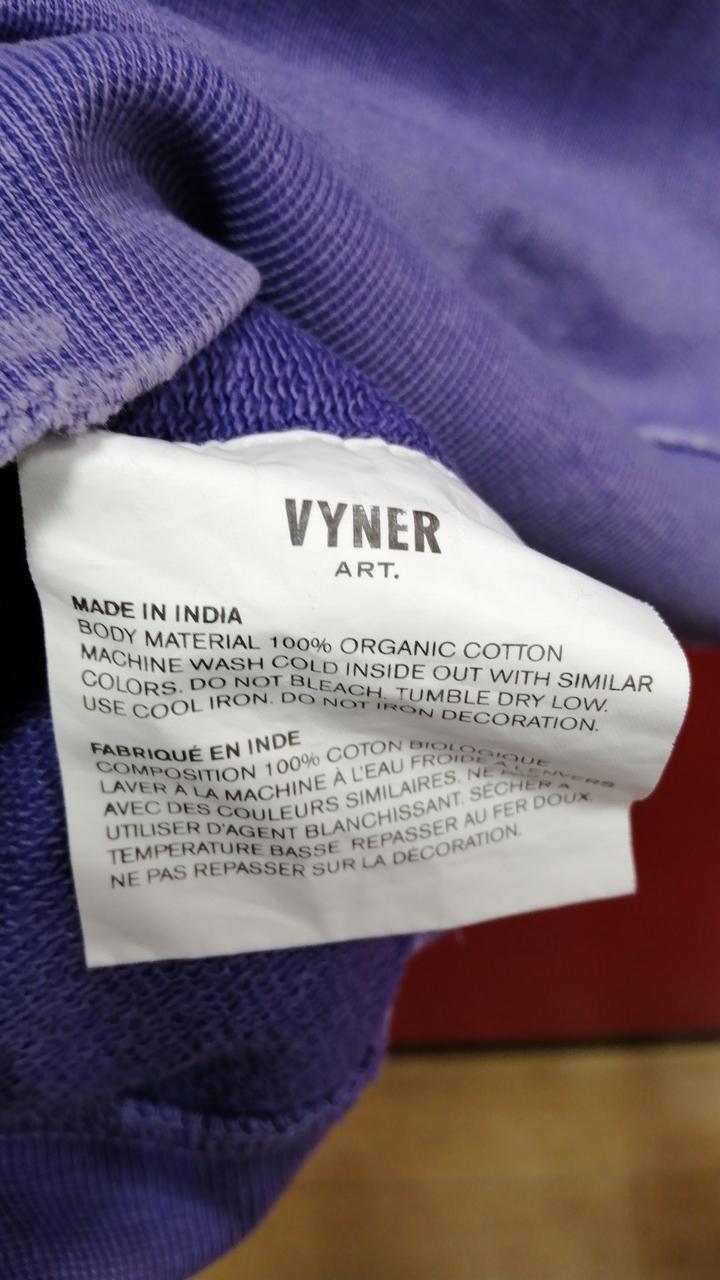 VYNER
ART.
MADE IN INDIA
BODY MATERIAL 100% ORGANIC COTTON
MACHINE WASH COLD INSIDE OUT WITH SIMILAR
COLORS. DO NOT BLEACH. TUMBLE DRY LOW.
USE COOL IRON. DO NOT IRON DECORATION.
FABRIQUÉ EN INDE
COMPOSITION 100% COTON BIOLOGIQUE
LAVER À LA MACHINE À L'EAU FROIDE À L'ENVERS
AVEC DES COULEURS SIMILAIRES. NE PAS
UTILISER D'AGENT BLANCHISSANT. SÉCHER À
TEMPERATURE BASSE REPASSER AU FER DOUX.
NE PAS REPASSER SUR LA DÉCORATION.